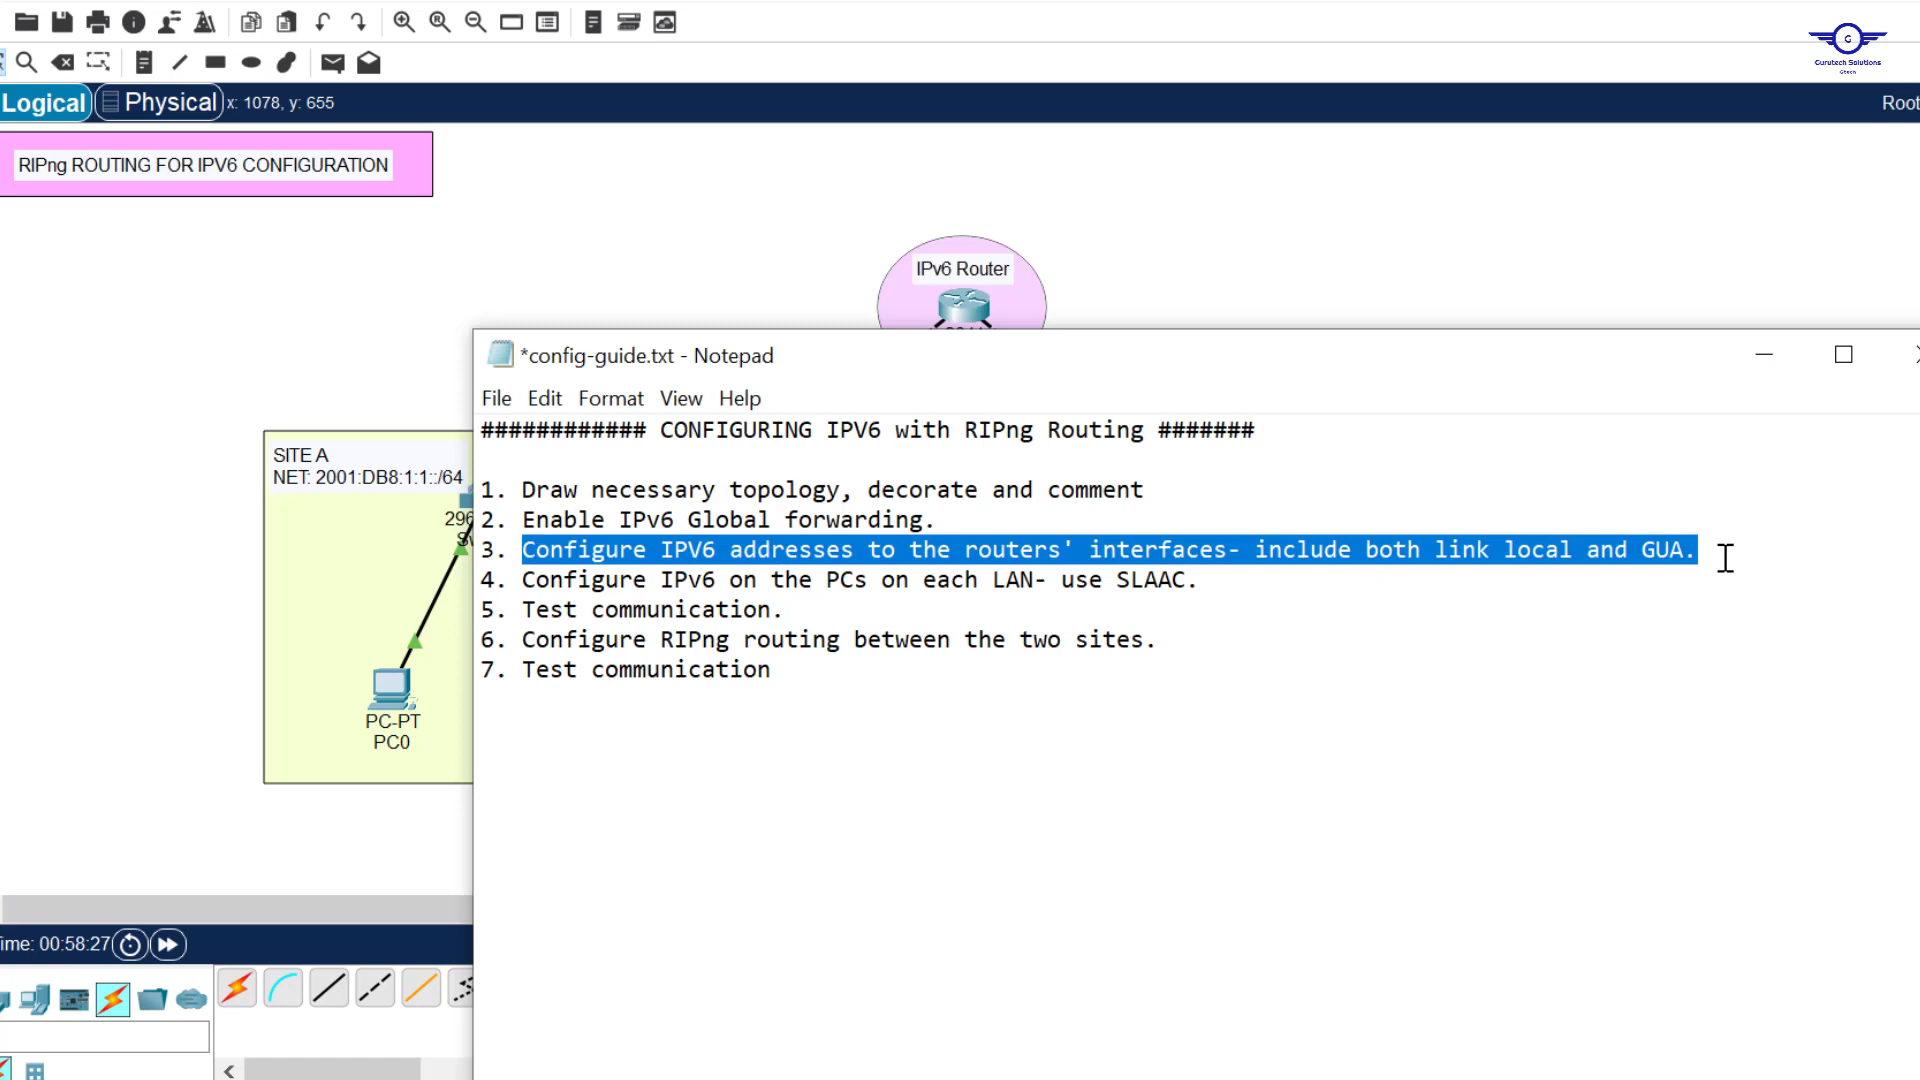 G
Gurutech Solutions
Gtech
Logical
Physical
x: 1078, y: 655
Root
RIPng ROUTING FOR IPV6 CONFIGURATION
IPv6 Router
*config-guide.txt - Notepad
File Edit Format View Help
############ CONFIGURING IPV6 with RIPng Routing #######
1. Draw necessary topology, decorate and comment
2. Enable IPv6 Global forwarding.
3. Configure IPV6 addresses to the routers' interfaces- include both link local and GUA.
4. Configure IPv6 on the PCs on each LAN- use SLAAC.
5. Test communication.
6. Configure RIPng routing between the two sites.
7. Test communication
SITE A
NET: 2001:DB8:1:1::/64
296
PC-PT
PC0
ime: 00:58:27